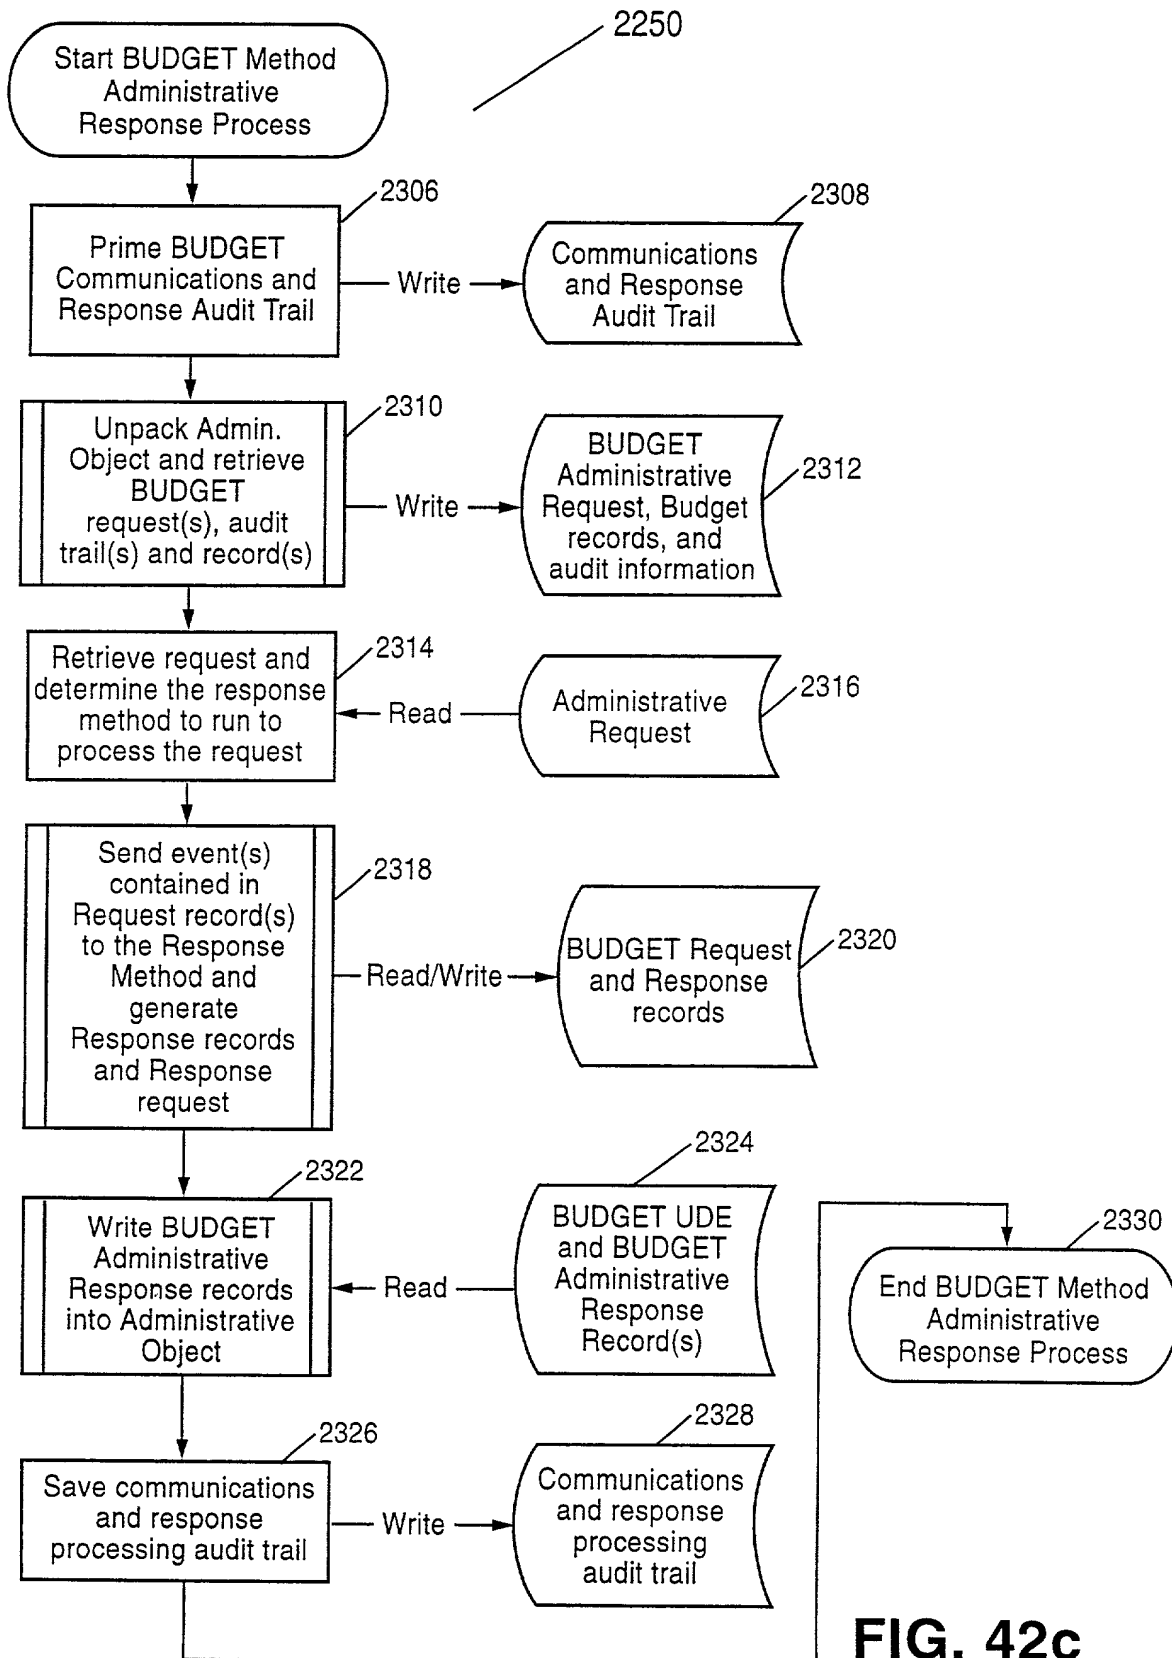 2250
Start BUDGET Method
Administrative
Response Process
2306
Prime BUDGET
Communications and
Response Audit Trail
Write
2308
Communications
and Response
Audit Trail
2310
Unpack Admin.
Object and retrieve
BUDGET
request(s), audit
trail(s) and record(s)
Write
BUDGET
Administrative
Request, Budget
records, and
audit information
2312
2314
Retrieve request and
determine the response
method to run to
process the request
Read
Administrative
Request
2316
Send event(s)
contained in
Request record(s)
to the Response
Method and
generate
Response records
and Response
request
2318
Read/Write
BUDGET Request
and Response
records
2320
2322
Write BUDGET
Administrative
Response records
into Administrative
Object
Read
2324
BUDGET UDE
and BUDGET
Administrative
Response
Record(s)
2326
Save communications
and response
processing audit trail
Write
2328
Communications
and response
processing
audit trail
2330
End BUDGET Method
Administrative
Response Process
FIG. 42c